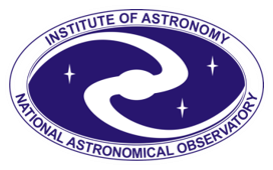 INSTITUTE OF ASTRONOMY
NATIONAL ASTRONOMICAL OBSERVATORY